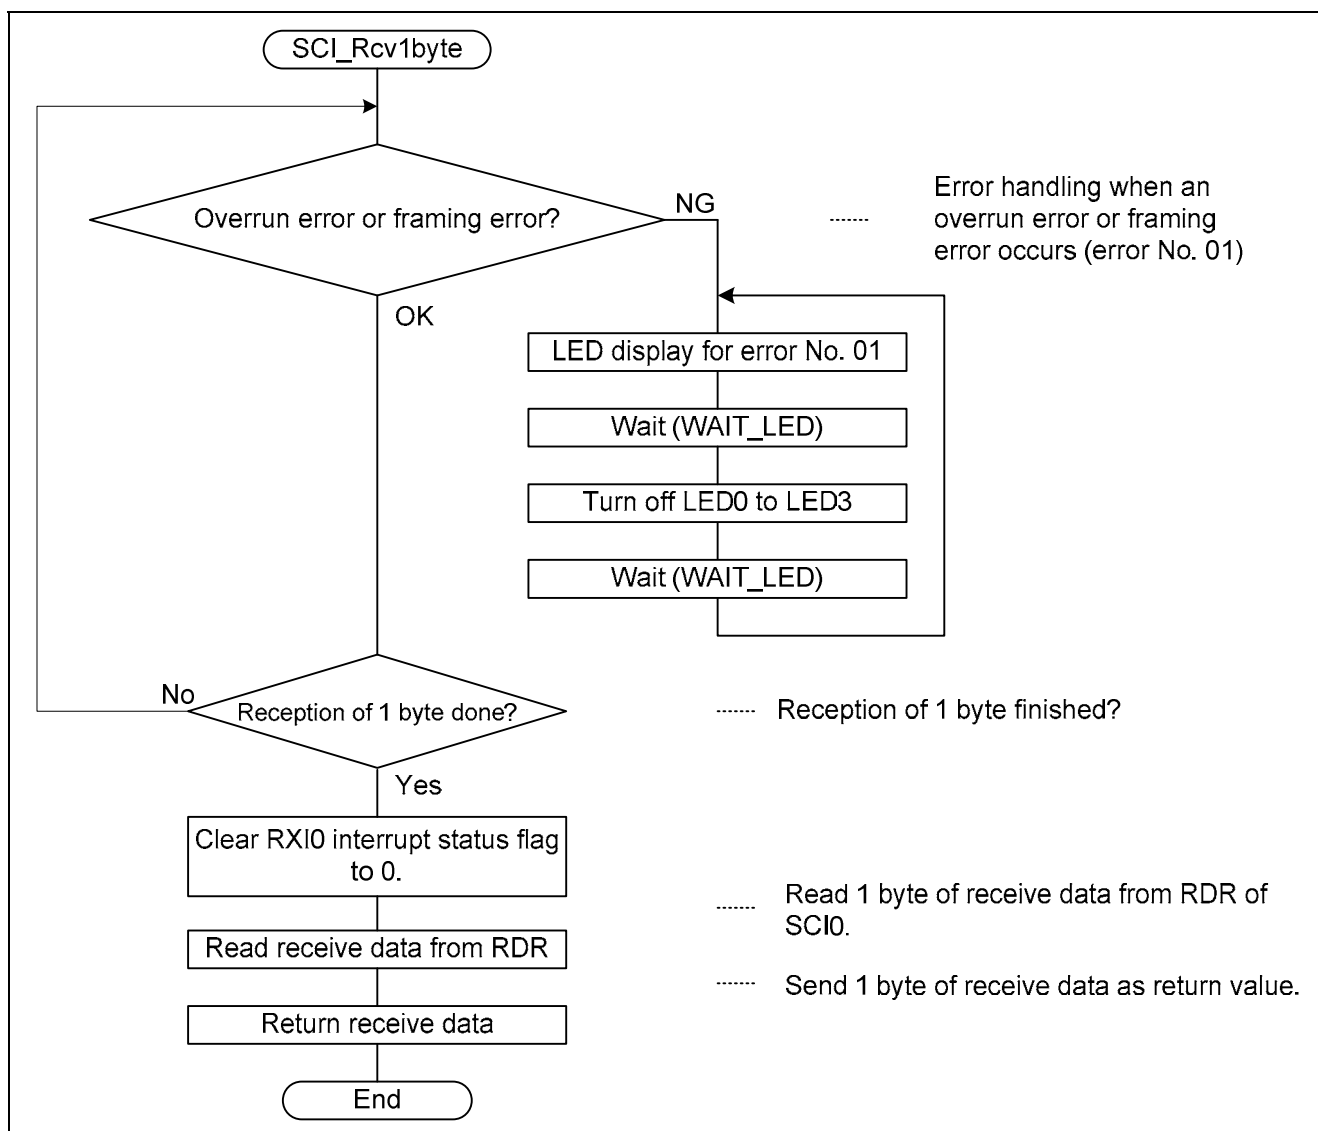 SCI_Rcv1byte
Overrun error or framing error?
NG
Error handling when an
overrun error or framing
error occurs (error No. 01)
OK
LED display for error No. 01
Wait (WAIT_LED)
Turn off LED0 to LED3
Wait (WAIT_LED)
No
Reception of 1 byte done?
Reception of 1 byte finished?
Yes
Clear RXI0 interrupt status flag
to 0.
Read 1 byte of receive data from RDR of
SCI0.
Read receive data from RDR
Send 1 byte of receive data as return value.
Return receive data
End